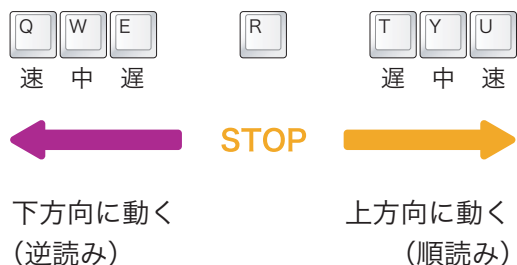 Q W E R T Y U
速 中 遅 遅 中 速
STOP
下方向に動く 上方向に動く
（逆読み） （順読み）